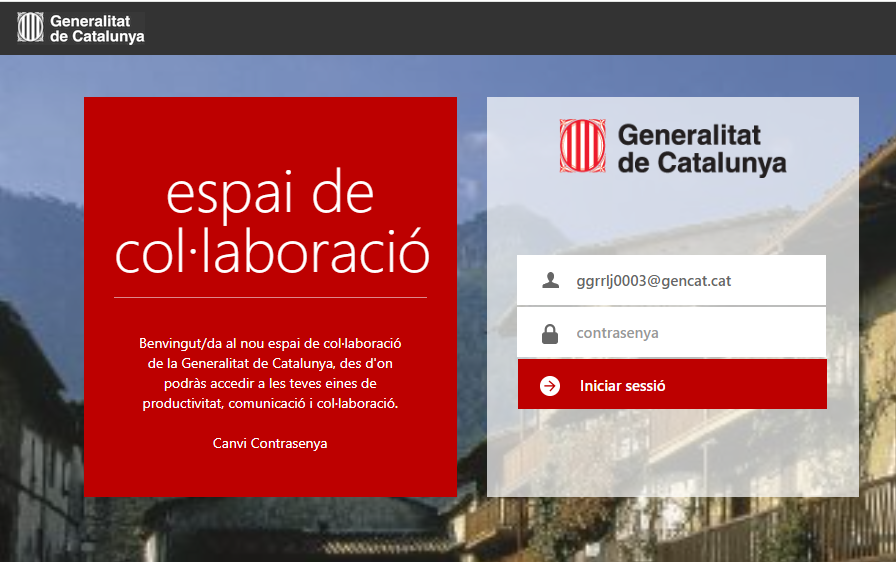 Generalitat
de Catalunya
espai de
col·laboració
Benvingut/da al nou espai de col·laboració
de la Generalitat de Catalunya, des d'on
podràs accedir a les teves eines de
productivitat, comunicació i col·laboració.
Canvi Contrasenya
Generalitat
de Catalunya
ggrrlj0003@gencat.cat
contrasenya
Iniciar sessió